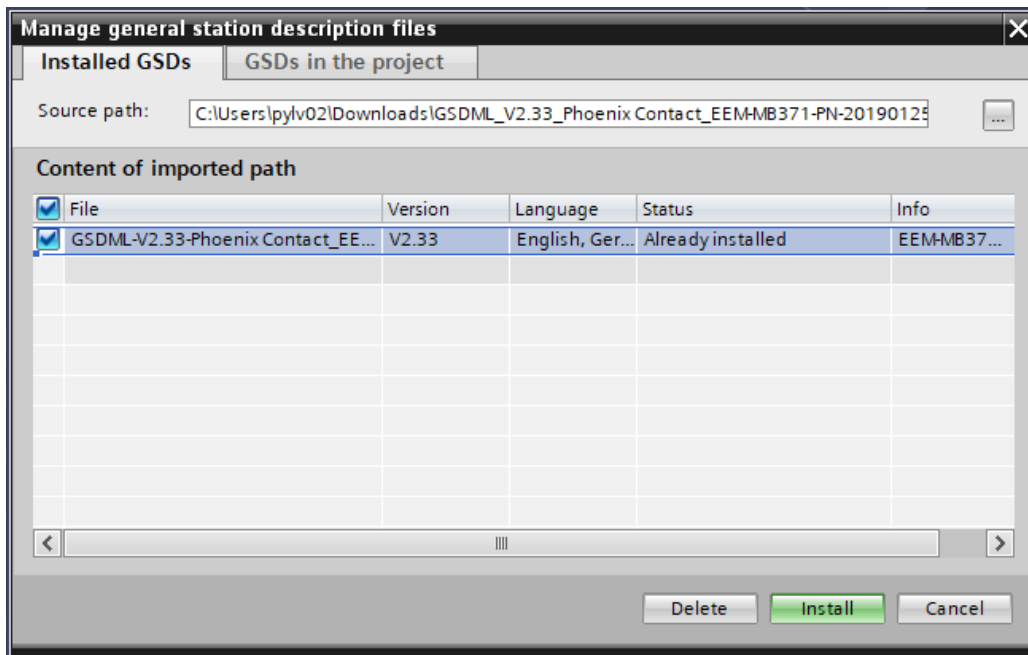 Manage general station description files
Installed GSDs GSDs in the project
Source path: C:\Users\pylv02\Downloads\GSDML_V2.33_Phoenix Contact_EEM-MB371-PN-20190125
...
Content of imported path
File Version Language Status Info
GSDML-V2.33-Phoenix Contact_EE... V2.33 English, Ger... Already installed EEM-MB37...
Delete Install Cancel